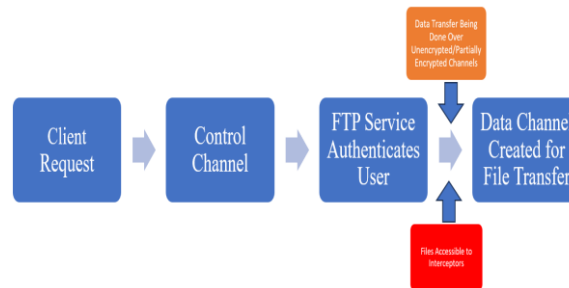 Data Transfer Being
Done Over
Unencrypted/Partially
Encrypted Channels
Client
Request
Control
Channel
FTP Service
Authenticates
User
Data Channel
Created for
File Transfer
Files Accessible to
Interceptors